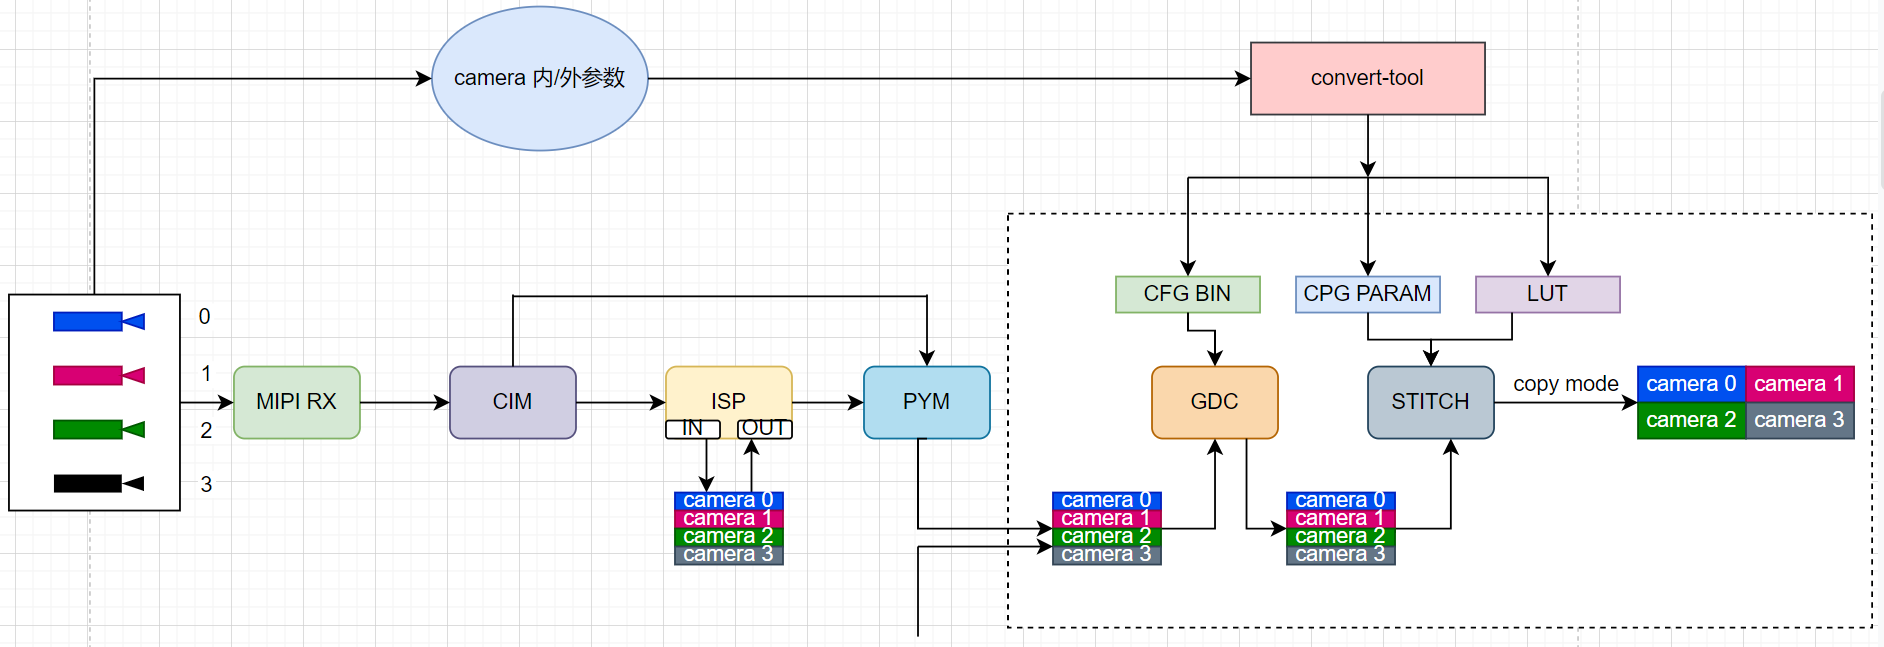 camera 内/外参数
convert-tool
CFG BIN
CPG PARAM
LUT
0
1
2
3
MIPI RX
CIM
ISP
IN
OUT
PYM
GDC
STITCH
copy mode
camera 0
camera 1
camera 2
camera 3
camera 0
camera 1
camera 2
camera 3
camera 0
camera 1
camera 2
camera 3
camera 0
camera 1
camera 2
camera 3